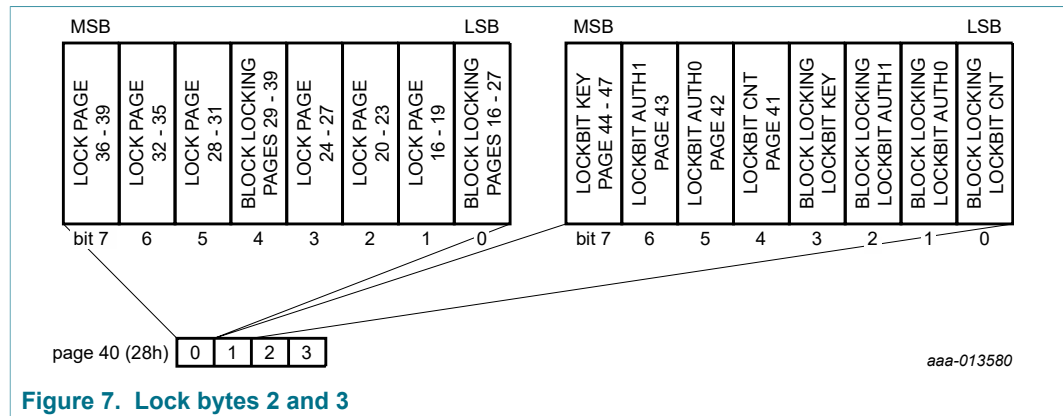 MSB LSB MSB LSB
LOCK PAGE
36 - 39
LOCK PAGE
32 - 35
LOCK PAGE
28 - 31
BLOCK LOCKING
PAGES 29 - 39
LOCK PAGE
24 - 27
LOCK PAGE
20 - 23
LOCK PAGE
16 - 19
BLOCK LOCKING
PAGES 16 - 27
LOCKBIT KEY
PAGE 44 - 47
LOCKBIT AUTH1
PAGE 43
LOCKBIT AUTH0
PAGE 42
LOCKBIT CNT
PAGE 41
BLOCK LOCKING
LOCKBIT KEY
BLOCK LOCKING
LOCKBIT AUTH1
BLOCK LOCKING
LOCKBIT AUTH0
BLOCK LOCKING
LOCKBIT CNT
bit 7 6 5 4 3 2 1 0 bit 7 6 5 4 3 2 1 0
page 40 (28h) 0 1 2 3
aaa-013580
Figure 7. Lock bytes 2 and 3